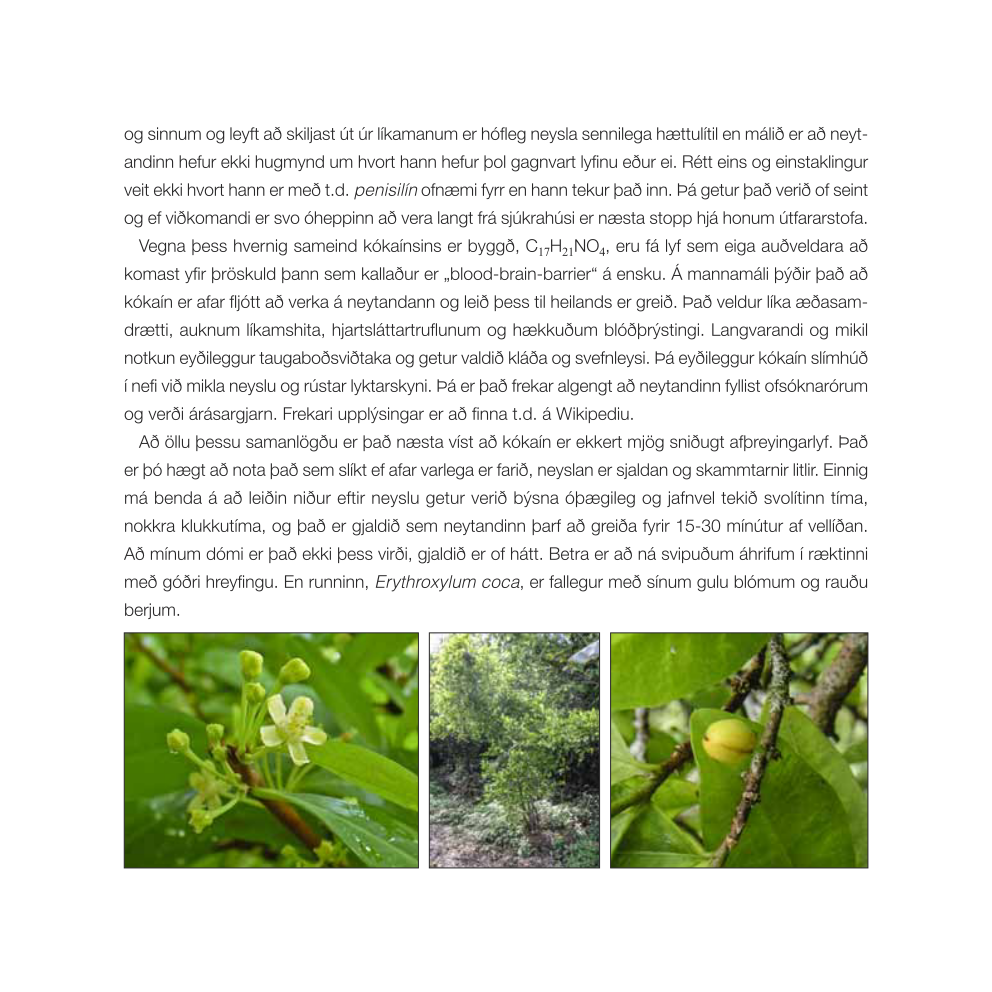 og sinnum og leyft að skiljast út úr líkamanum er hófleg neysla sennilega hættulítil en málið er að neyt-
andinn hefur ekki hugmynd um hvort hann hefur þol gagnvart lyfinu eður ei. Rétt eins og einstaklingur
veit ekki hvort hann er með t.d. penisilín ofnæmi fyrr en hann tekur það inn. Þá getur það verið of seint
og ef viðkomandi er svo óheppinn að vera langt frá sjúkrahúsi er næsta stopp hjá honum útfararstofa.
Vegna þess hvernig sameind kókaínsins er byggð, C₁₇H₂₁NO₄, eru fá lyf sem eiga auðveldara að
komast yfir þröskuld þann sem kallaður er „blood-brain-barrier“ á ensku. Á mannamáli þýðir það að
kókaín er afar fljótt að verka á neytandann og leið þess til heilands er greið. Það veldur líka æðasam-
drætti, auknum líkamshita, hjartsláttartruflunum og hækkuðum blóðþrýstingi. Langvarandi og mikil
notkun eyðileggur taugaboðsviðtaka og getur valdið kláða og svefnleysi. Þá eyðileggur kókaín slímhúð
í nefi við mikla neyslu og rústar lyktarskyni. Þá er það frekar algengt að neytandinn fyllist ofsóknarórum
og verði árásargjarn. Frekari upplýsingar er að finna t.d. á Wikipediu.
Að öllu þessu samanlögðu er það næsta víst að kókaín er ekkert mjög sniðugt afþreyingarlyf. Það
er þó hægt að nota það sem slíkt ef afar varlega er farið, neyslan er sjaldan og skammtarnir litlir. Einnig
má benda á að leiðin niður eftir neyslu getur verið býsna óþægileg og jafnvel tekið svolítinn tíma,
nokkra klukkutíma, og það er gjaldið sem neytandinn þarf að greiða fyrir 15-30 mínútur af vellíðan.
Að mínum dómi er það ekki þess virði, gjaldið er of hátt. Betra er að ná svipuðum áhrifum í ræktinni
með góðri hreyfingu. En runninn, Erythroxylum coca, er fallegur með sínum gulu blómum og rauðu
berjum.